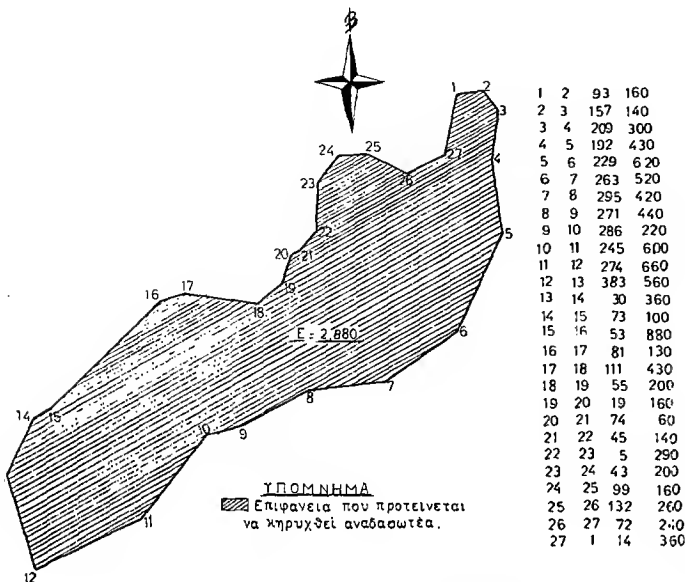 β
1 2 93 160
2 3 157 140
3 4 209 300
4 5 192 430
5 6 229 620
6 7 263 520
7 8 295 420
8 9 271 440
9 10 286 220
10 11 245 600
11 12 274 660
12 13 383 560
13 14 30 360
14 15 73 100
15 16 53 880
16 17 81 130
17 18 111 430
18 19 55 200
19 20 19 160
20 21 74 60
21 22 45 140
22 23 5 290
23 24 43 200
24 25 99 160
25 26 132 260
26 27 72 240
27 1 14 360
1 2
3
24 25
27
4
26
23
22
5
20 21
19
16 17
18
6
Ε = 2,880
7
8
14 15
10 9
11
12
ΥΠΟΜΝΗΜΑ
Επιφάνεια που προτείνεται
να κηρυχθεί αναδασωτέα.